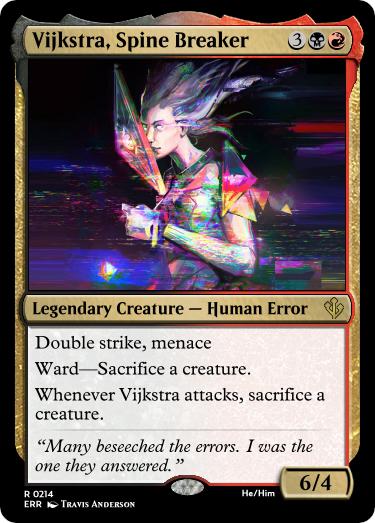 Vijkstra, Spine Breaker 3
Legendary Creature — Human Error
Double strike, menace
Ward—Sacrifice a creature.
Whenever Vijkstra attacks, sacrifice a
creature.
“Many beseeched the errors. I was the
one they answered.”
6/4
R 0214
He/Him
ERR Travis Anderson